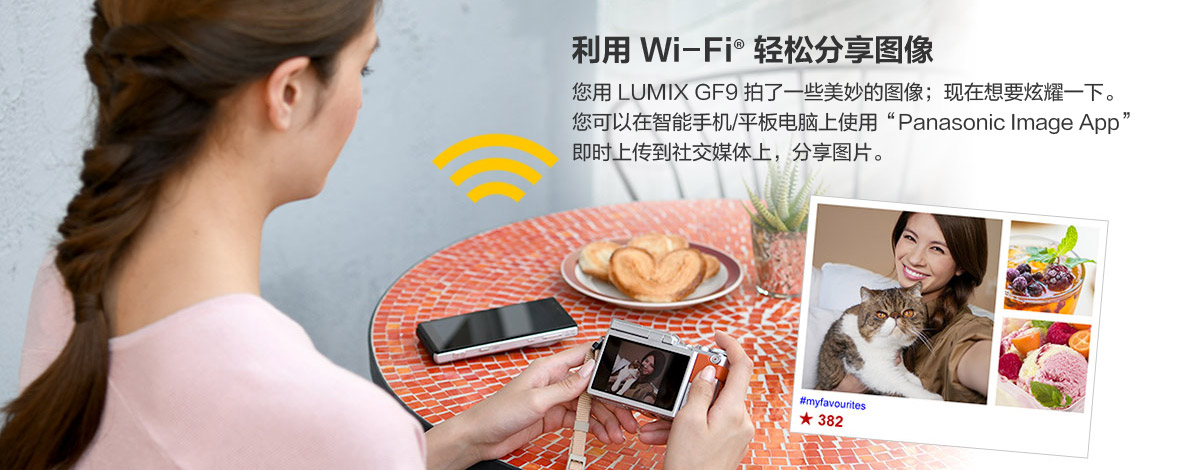 利用 Wi-Fi® 轻松分享图像
您用 LUMIX GF9 拍了一些美妙的图像；现在想要炫耀一下。
您可以在智能手机/平板电脑上使用“Panasonic Image App”
即时上传到社交媒体上，分享图片。
#myfavourites
★ 382